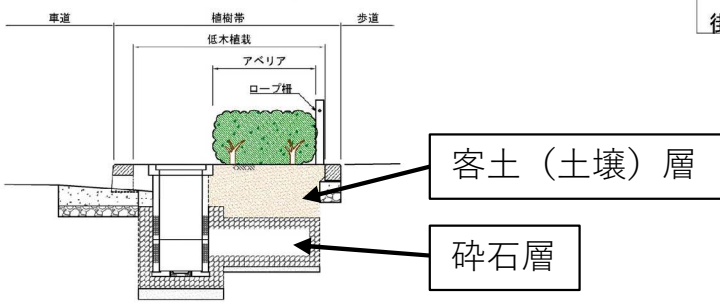 車道 植樹帯 歩道
低木植栽
アベリア
ロープ柵
客土（土壌）層
砕石層